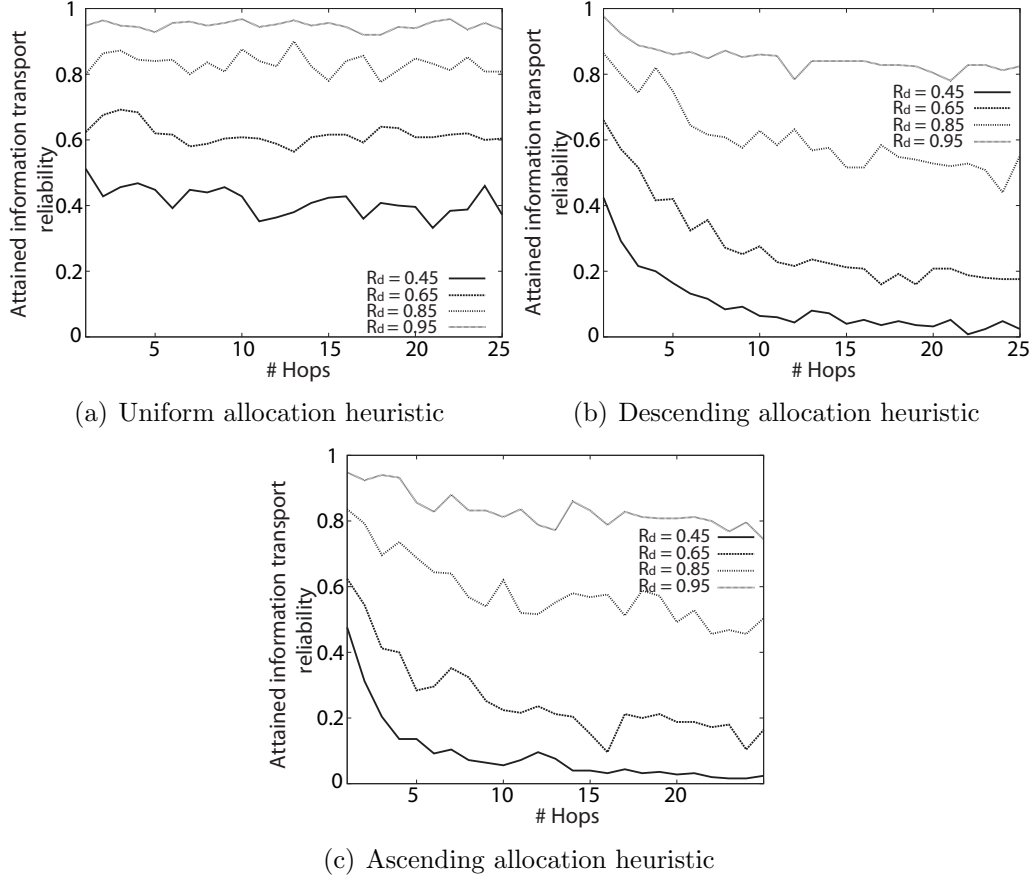 1
0.8
0.6
0.4
0.2
0
Attained information transport
reliability
Rd = 0.45
Rd = 0.65
Rd = 0.85
Rd = 0.95
5 10 15 20 25
# Hops
(a) Uniform allocation heuristic
1
0.8
0.6
0.4
0.2
0
Attained information transport
reliability
Rd = 0.45
Rd = 0.65
Rd = 0.85
Rd = 0.95
5 10 15 20 25
# Hops
(b) Descending allocation heuristic
1
0.8
0.6
0.4
0.2
0
Attained information transport
reliability
Rd = 0.45
Rd = 0.65
Rd = 0.85
Rd = 0.95
5 10 15 20
# Hops
(c) Ascending allocation heuristic